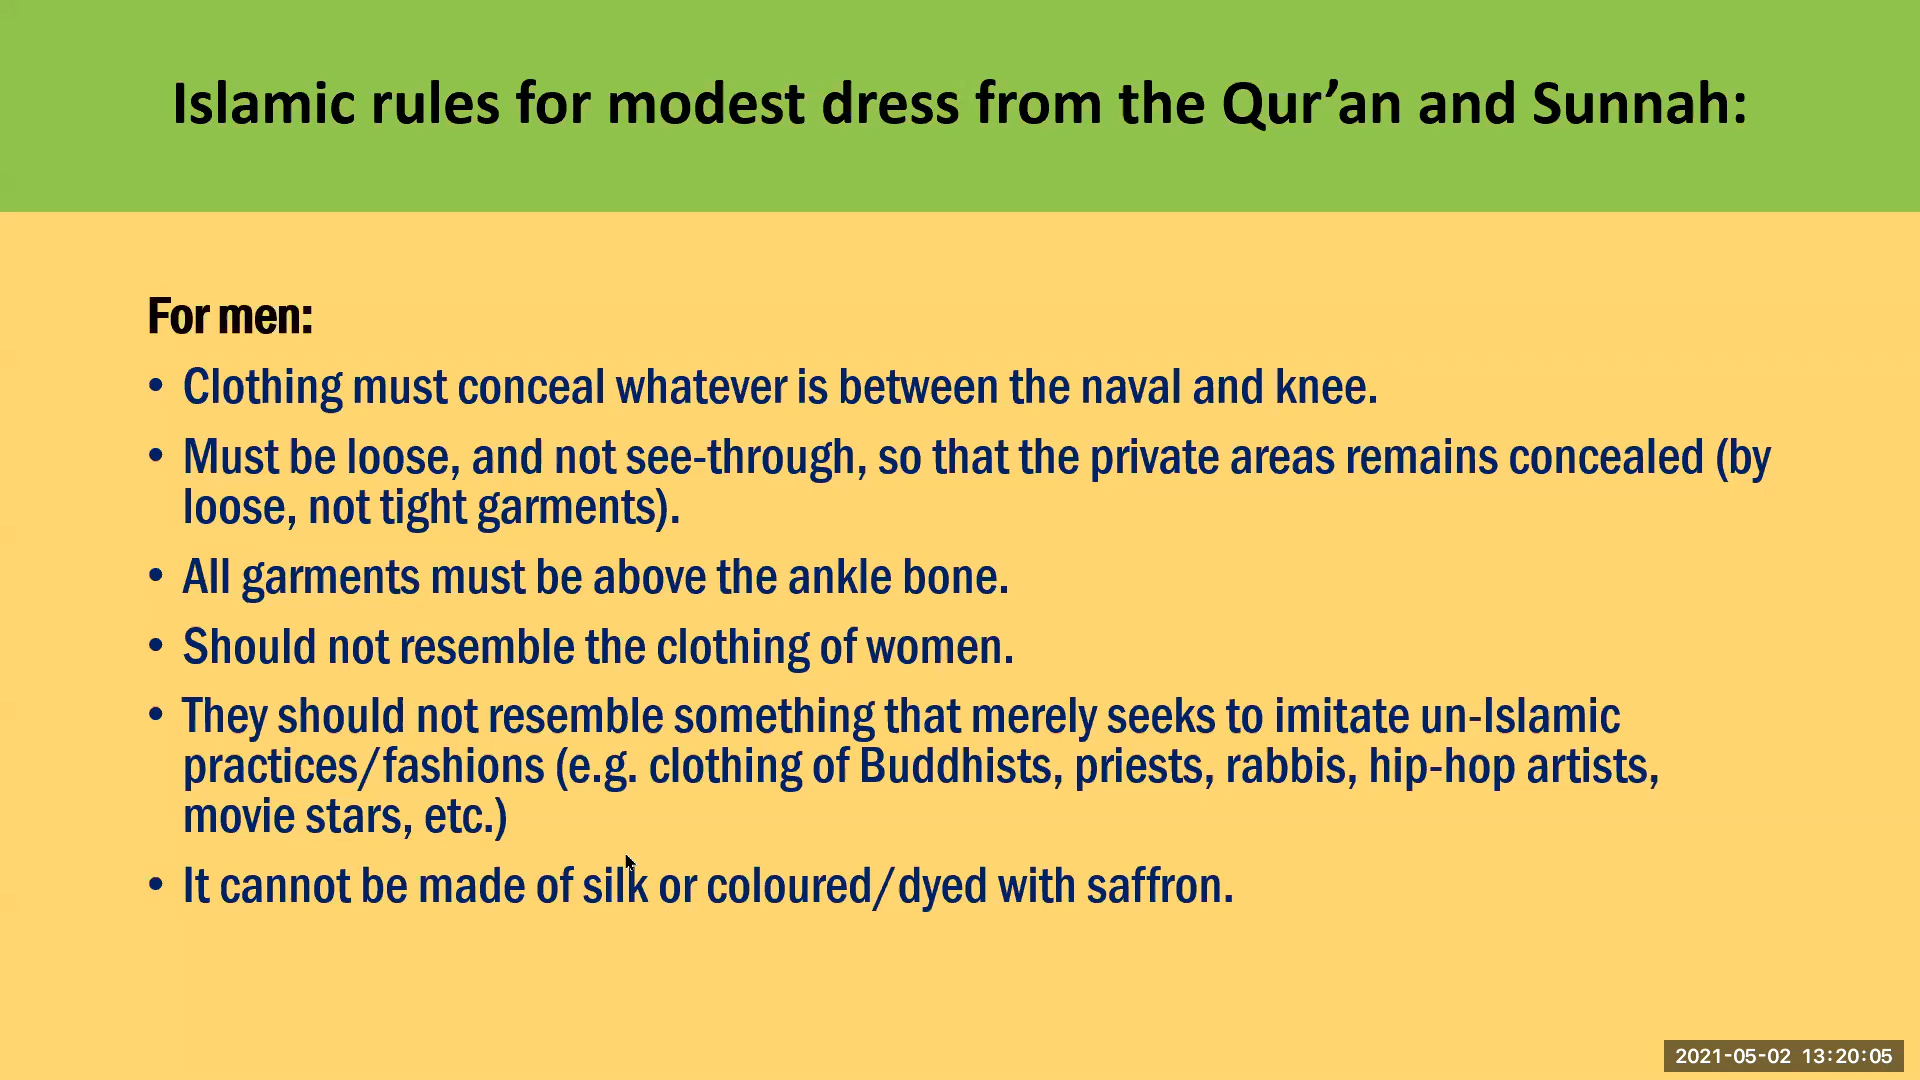 Islamic rules for modest dress from the Qur’an and Sunnah:
For men:
• Clothing must conceal whatever is between the naval and knee.
• Must be loose, and not see-through, so that the private areas remains concealed (by
loose, not tight garments).
• All garments must be above the ankle bone.
• Should not resemble the clothing of women.
• They should not resemble something that merely seeks to imitate un-Islamic
practices/fashions (e.g. clothing of Buddhists, priests, rabbis, hip-hop artists,
movie stars, etc.)
• It cannot be made of silk or coloured/dyed with saffron.
2021-05-02 13:20:05